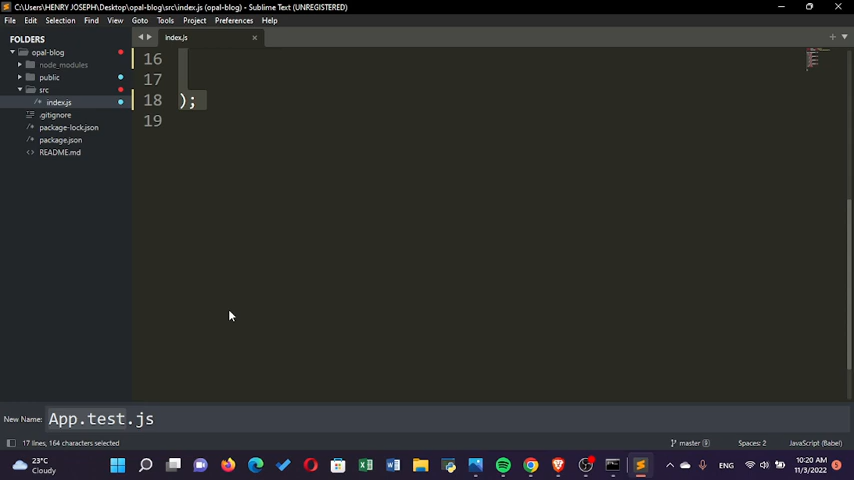 C:\Users\HENRY JOSEPH\Desktop\opal-blog\src\index.js (opal-blog) - Sublime Text (UNREGISTERED)
File Edit Selection Find View Goto Tools Project Preferences Help
FOLDERS
opal-blog
node_modules
public
src
index.js
.gitignore
package-lock.json
package.json
README.md
index.js
16
17
18 );
19
New Name: App.test.js
17 lines, 164 characters selected
master
Spaces: 2
JavaScript (Babel)
23°C
Cloudy
ENG
10:20 AM
11/3/2022
5